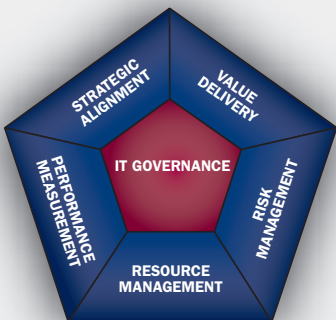 STRATEGIC
ALIGNMENT
VALUE
DELIVERY
IT GOVERNANCE
PERFORMANCE
MEASUREMENT
RISK
MANAGEMENT
RESOURCE
MANAGEMENT